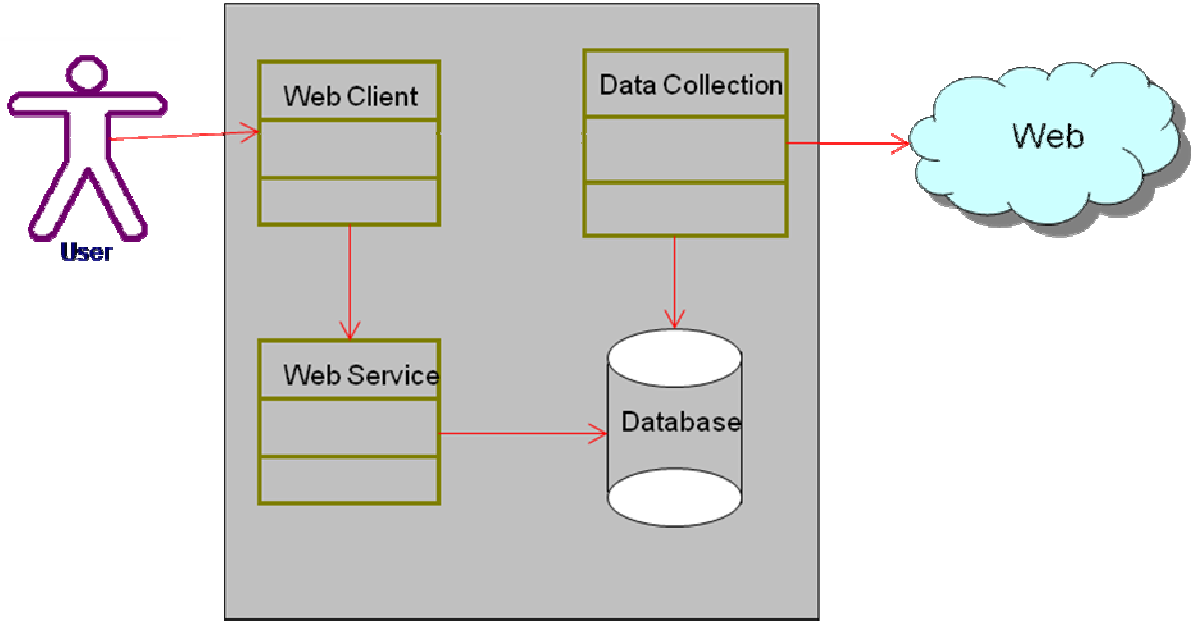 Web Client
Data Collection
Web
User
Web Service
Database